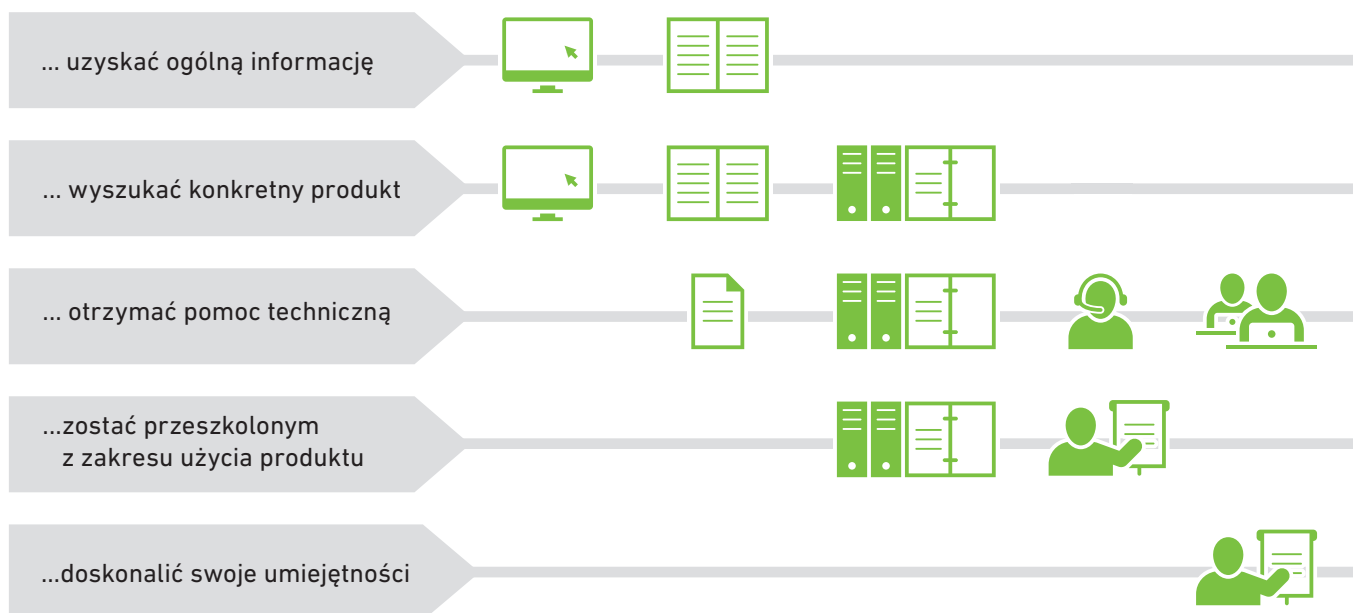 ... uzyskać ogólną informację
... wyszukać konkretny produkt
... otrzymać pomoc techniczną
...zostać przeszkolonym
z zakresu użycia produktu
...doskonalić swoje umiejętności